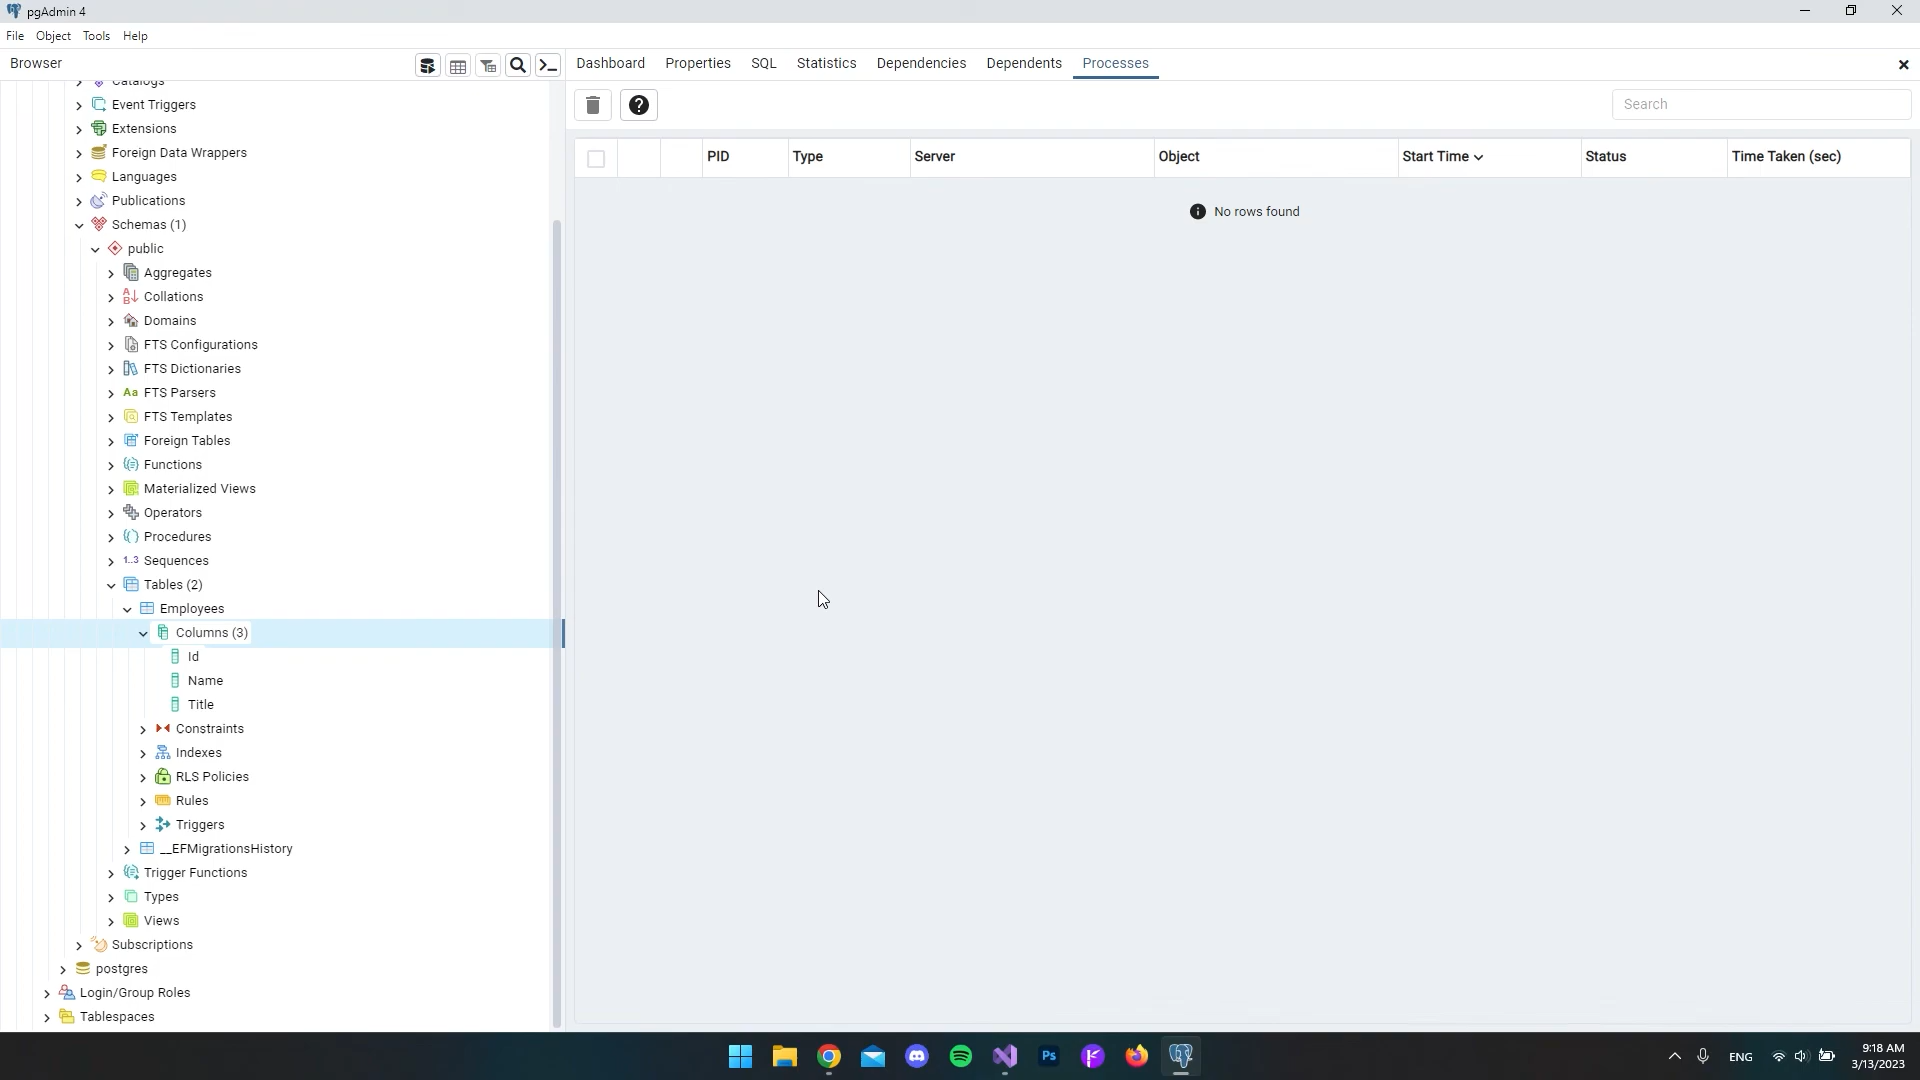 pgAdmin 4
File Object Tools Help
Browser
Dashboard Properties SQL Statistics Dependencies Dependents Processes
Search
PID Type Server Object Start Time Status Time Taken (sec)
No rows found
Catalogs
Event Triggers
Extensions
Foreign Data Wrappers
Languages
Publications
Schemas (1)
public
Aggregates
Collations
Domains
FTS Configurations
FTS Dictionaries
Aa FTS Parsers
FTS Templates
Foreign Tables
Functions
Materialized Views
Operators
Procedures
1..3 Sequences
Tables (2)
Employees
Columns (3)
Id
Name
Title
Constraints
Indexes
RLS Policies
Rules
Triggers
__EFMigrationsHistory
Trigger Functions
Types
Views
Subscriptions
postgres
Login/Group Roles
Tablespaces
Ps
ENG
9:18 AM
3/13/2023